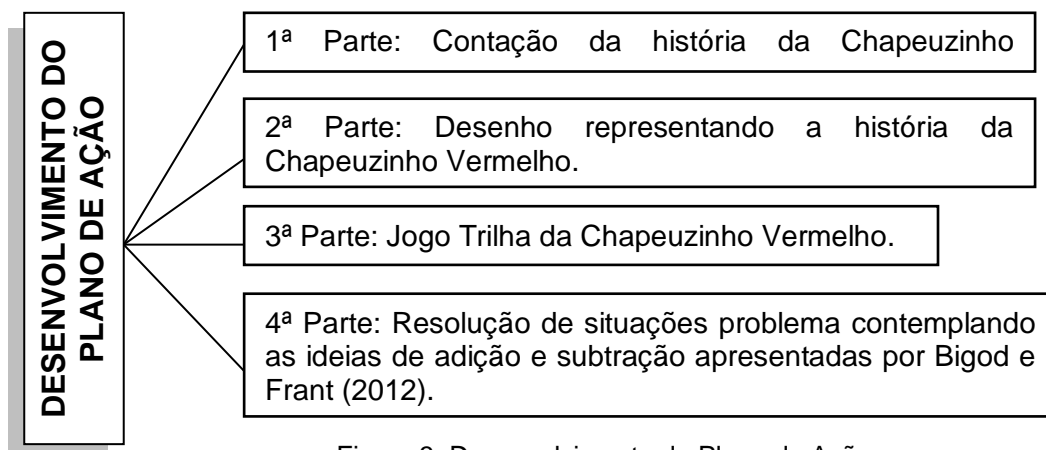 DESENVOLVIMENTO DO
PLANO DE AÇÃO
1ª Parte: Contação da história da Chapeuzinho
2ª Parte: Desenho representando a história da
Chapeuzinho Vermelho.
3ª Parte: Jogo Trilha da Chapeuzinho Vermelho.
4ª Parte: Resolução de situações problema contemplando
as ideias de adição e subtração apresentadas por Bigod e
Frant (2012).